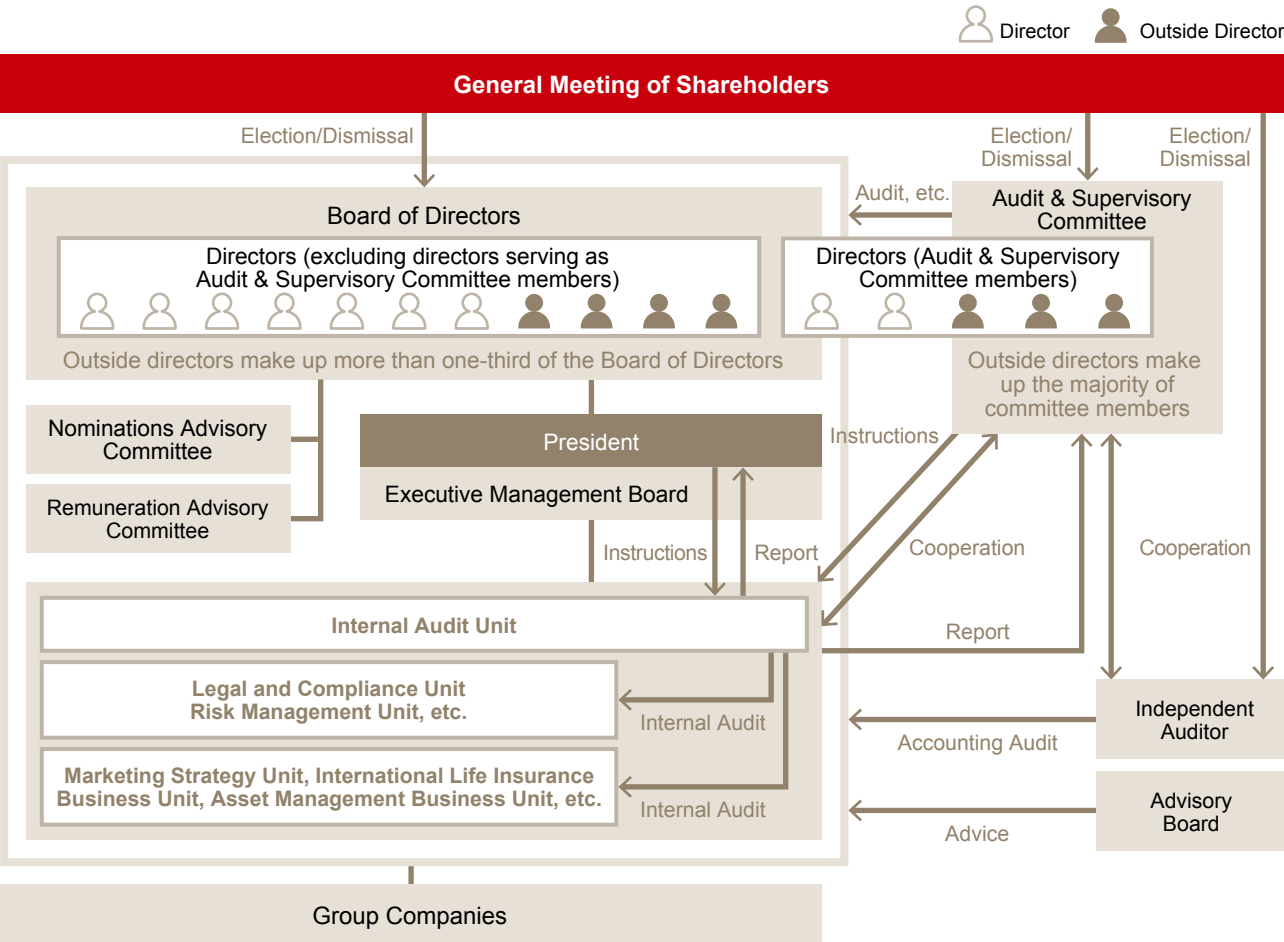 Director
Outside Director
General Meeting of Shareholders
Election/Dismissal
Election/
Dismissal
Election/
Dismissal
Board of Directors
Directors (excluding directors serving as
Audit & Supervisory Committee members)
Outside directors make up more than one-third of the Board of Directors
Audit, etc.
Audit & Supervisory
Committee
Directors (Audit & Supervisory
Committee members)
Outside directors make
up the majority of
committee members
Nominations Advisory
Committee
Remuneration Advisory
Committee
President
Executive Management Board
Instructions
Instructions
Report
Cooperation
Cooperation
Internal Audit Unit
Report
Legal and Compliance Unit
Risk Management Unit, etc.
Internal Audit
Marketing Strategy Unit, International Life Insurance
Business Unit, Asset Management Business Unit, etc.
Internal Audit
Accounting Audit
Independent
Auditor
Advice
Advisory
Board
Group Companies